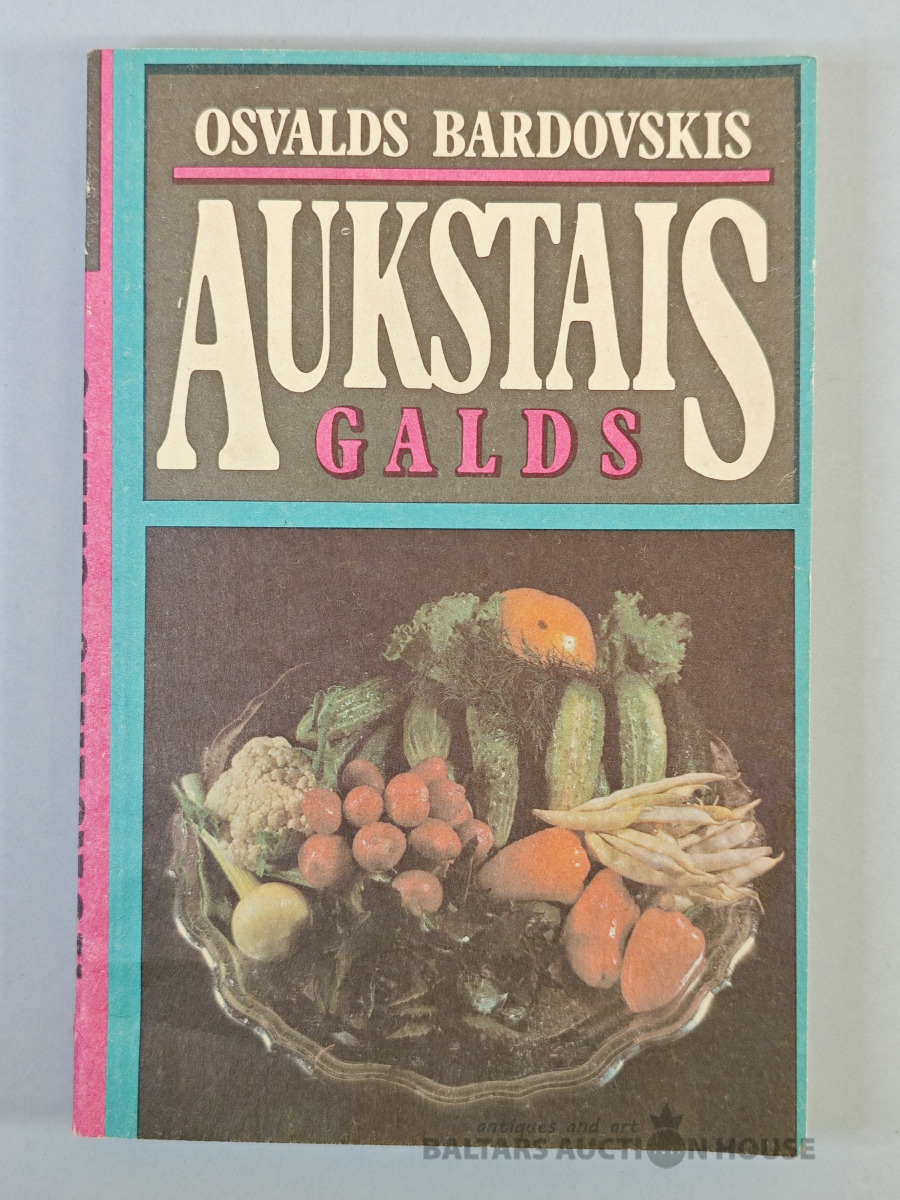 OSVALDS BARDOVSKIS
AUKSTAIS
GALDS
antiques and art
BALTARS AUCTION HOUSE